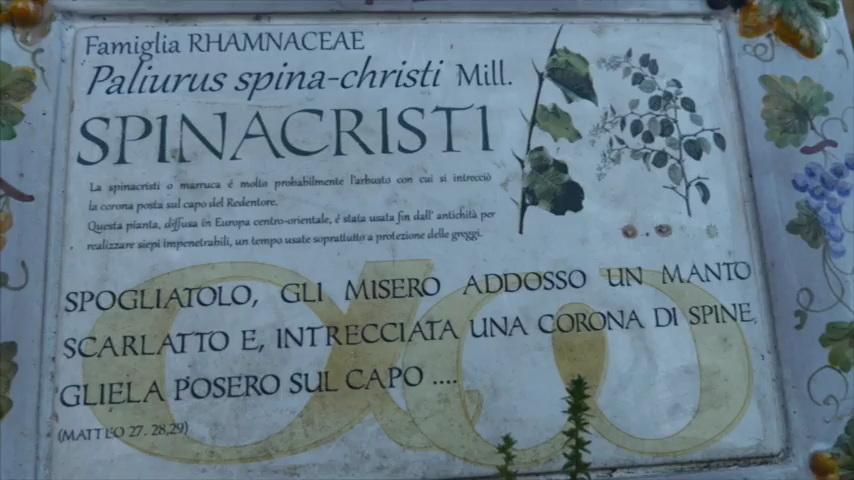 Famiglia RHAMNACEAE
Paliurus spina-christi Mill.
SPINACRISTI
La spinacristi o marruca é molto probabilmente l'arbusto con cui si intrecciò
la corona posta sul capo del Redentore.
Questa pianta, diffusa in Europa centro-orientale, é stata usata fin dall' antichità per
realizzare siepi impenetrabili, un tempo usate soprattutto a protezione delle greggi.
SPOGLIATOLO, GLI MISERO ADDOSSO UN MANTO
SCARLATTO E, INTRECCIATA UNA CORONA DI SPINE,
GLIELA POSERO SUL CAPO ....
(MATTEO 27. 28,29)
αω